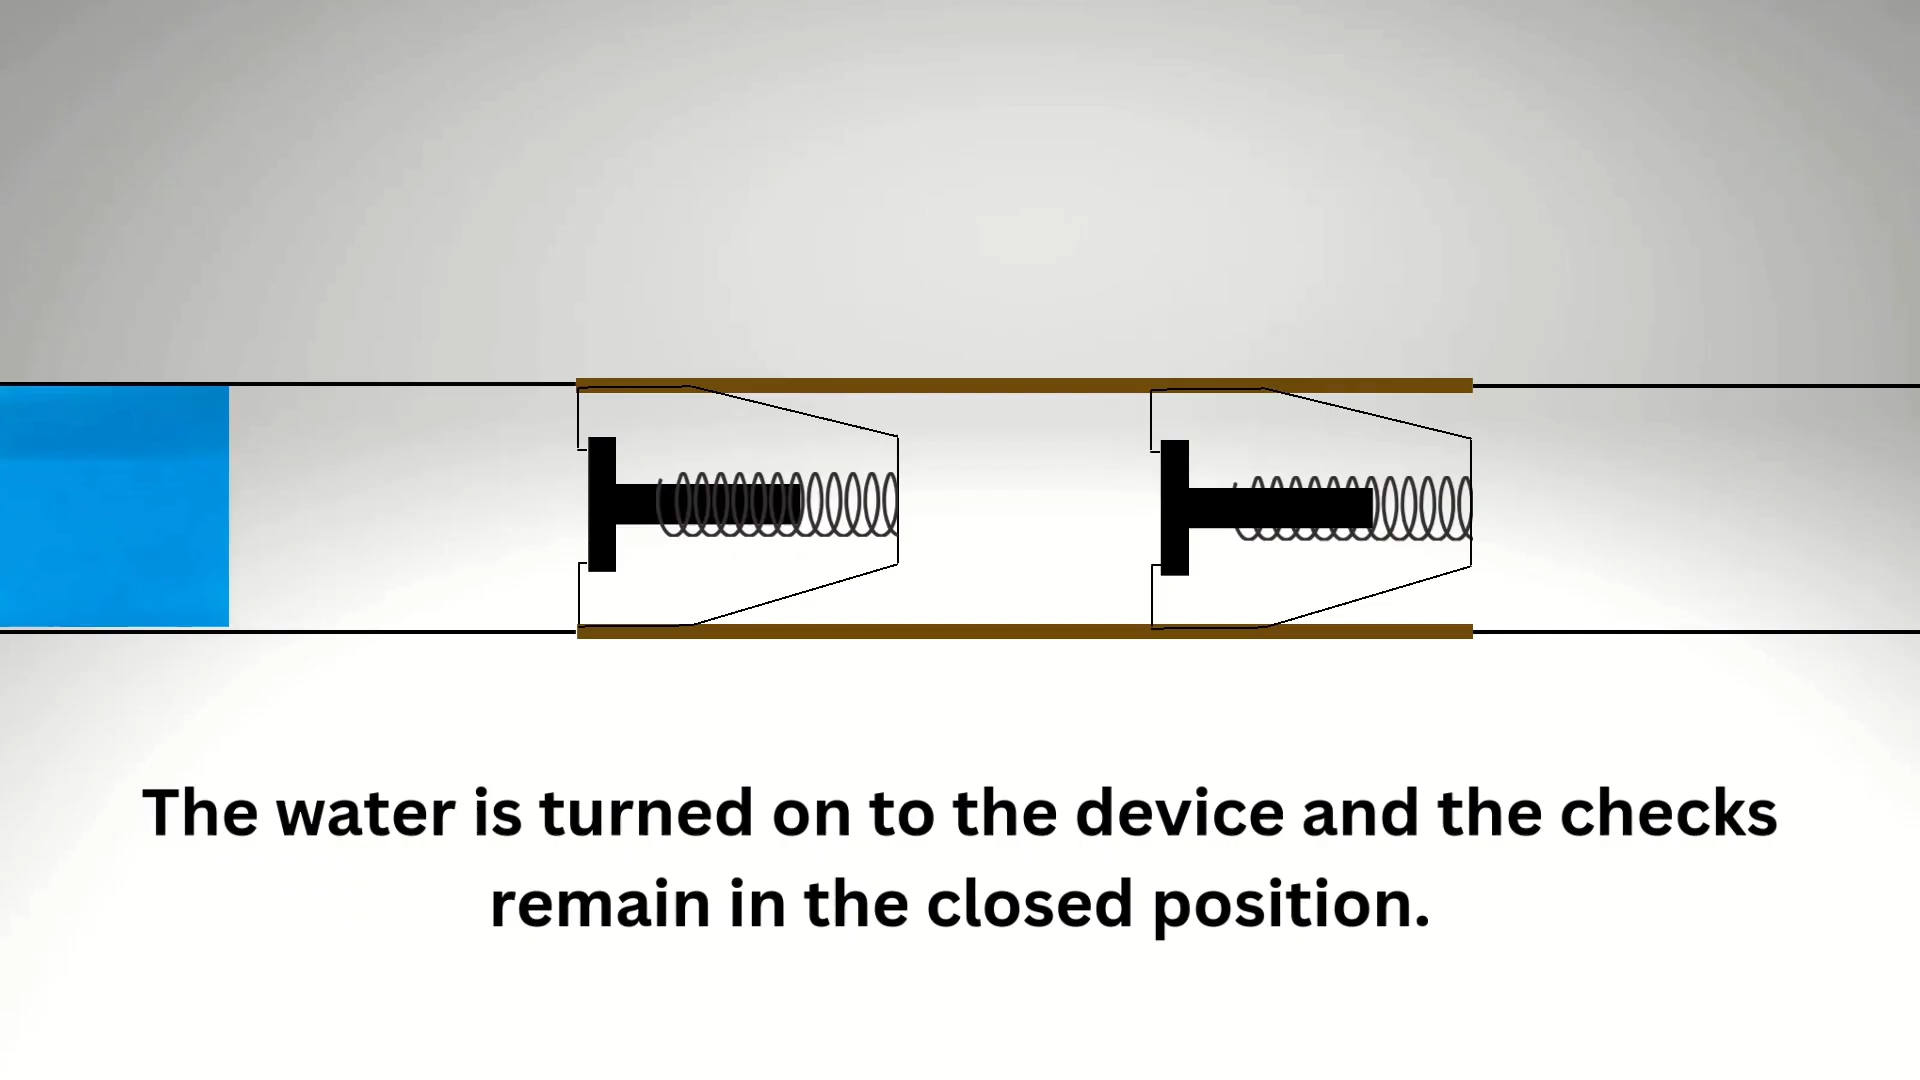 The water is turned on to the device and the checks
remain in the closed position.